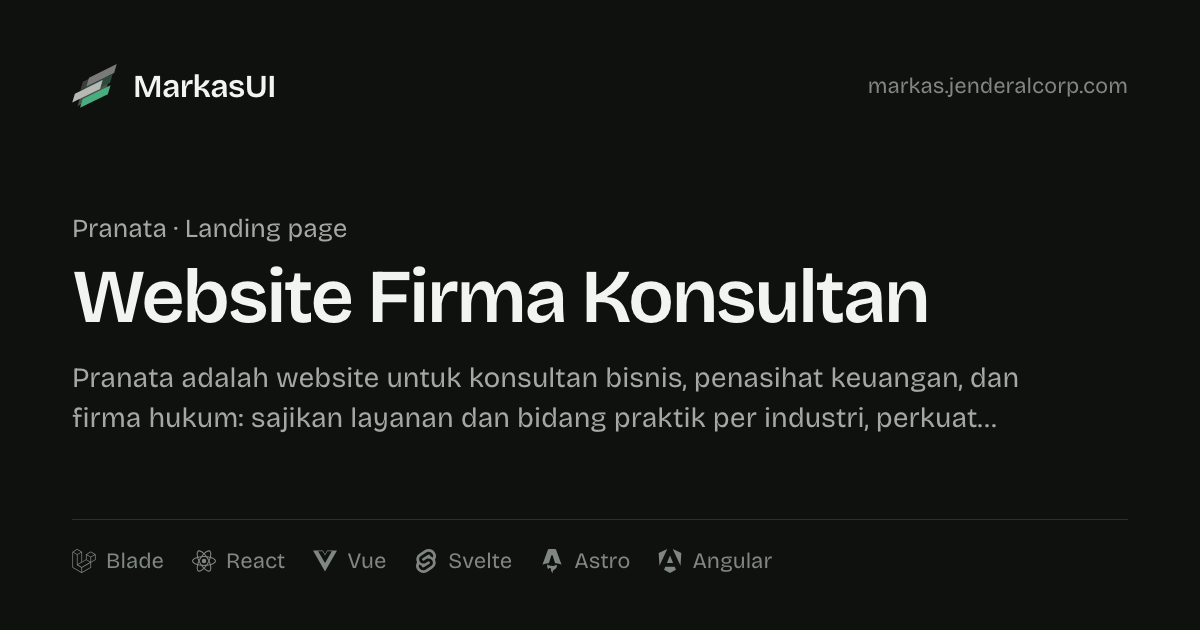 MarkasUI
markas.jenderalcorp.com
Pranata · Landing page
Website Firma Konsultan
Pranata adalah website untuk konsultan bisnis, penasihat keuangan, dan
firma hukum: sajikan layanan dan bidang praktik per industri, perkuat...
Blade React Vue Svelte Astro Angular